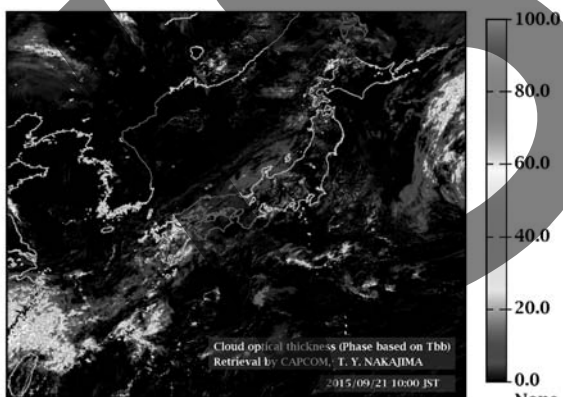 100.0
80.0
60.0
40.0
20.0
0.0
None
Cloud optical thickness (Phase based on Tbb)
Retrieval by CAPCOM, T. Y. NAKAJIMA
2015/09/21 10:00 JST